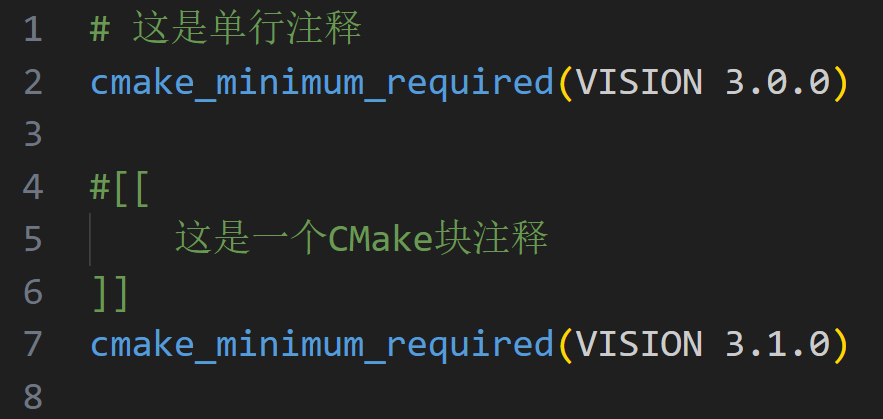 1 # 这是单行注释
2 cmake_minimum_required(VISION 3.0.0)
3
4 #[[
5 这是一个CMake块注释
6 ]]
7 cmake_minimum_required(VISION 3.1.0)
8